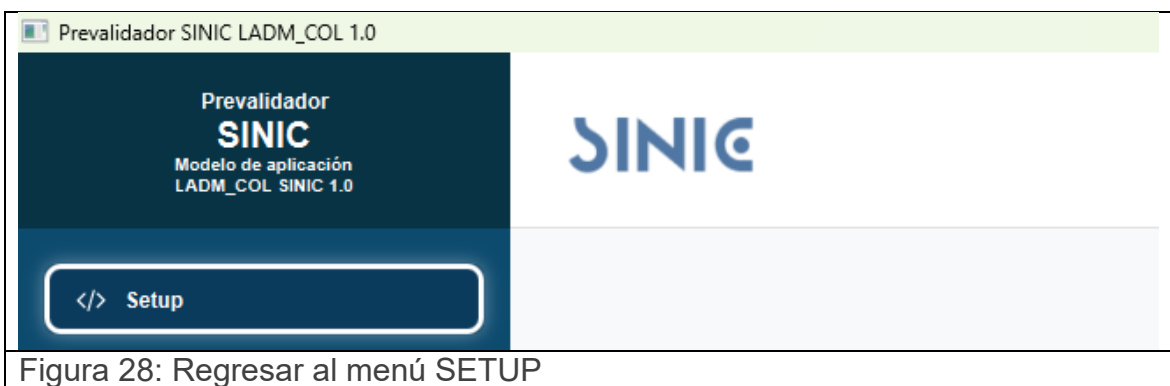 Prevalidador SINIC LADM_COL 1.0
Prevalidador
SINIC
Modelo de aplicación
LADM_COL SINIC 1.0
SINIC
</> Setup
Figura 28: Regresar al menú SETUP